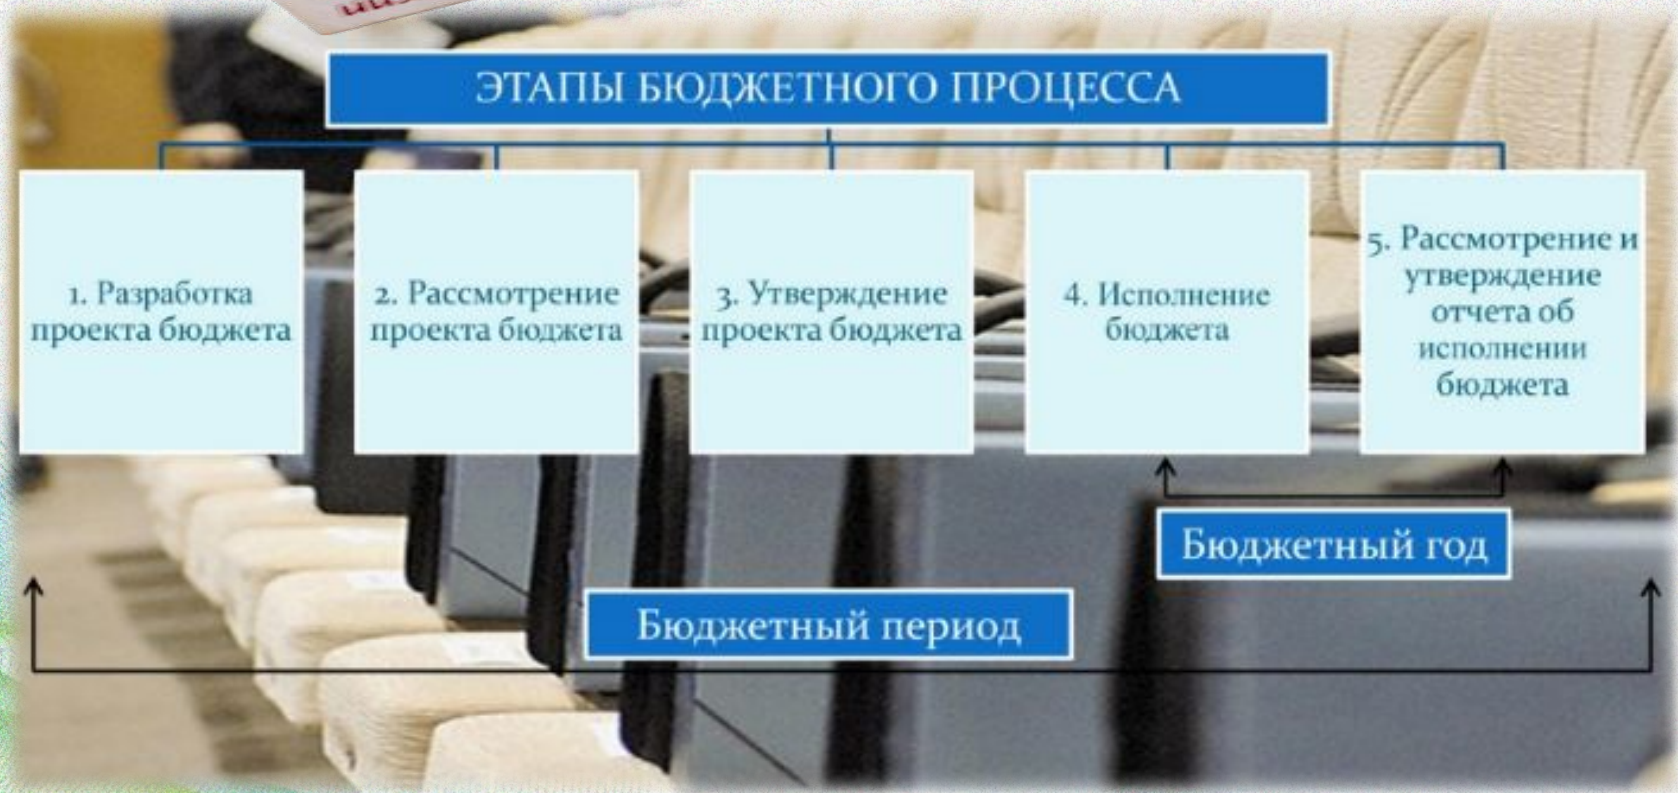 ЭТАПЫ БЮДЖЕТНОГО ПРОЦЕССА
1. Разработка
проекта бюджета
2. Рассмотрение
проекта бюджета
3. Утверждение
проекта бюджета
4. Исполнение
бюджета
5. Рассмотрение и
утверждение
отчета об
исполнении
бюджета
Бюджетный год
Бюджетный период